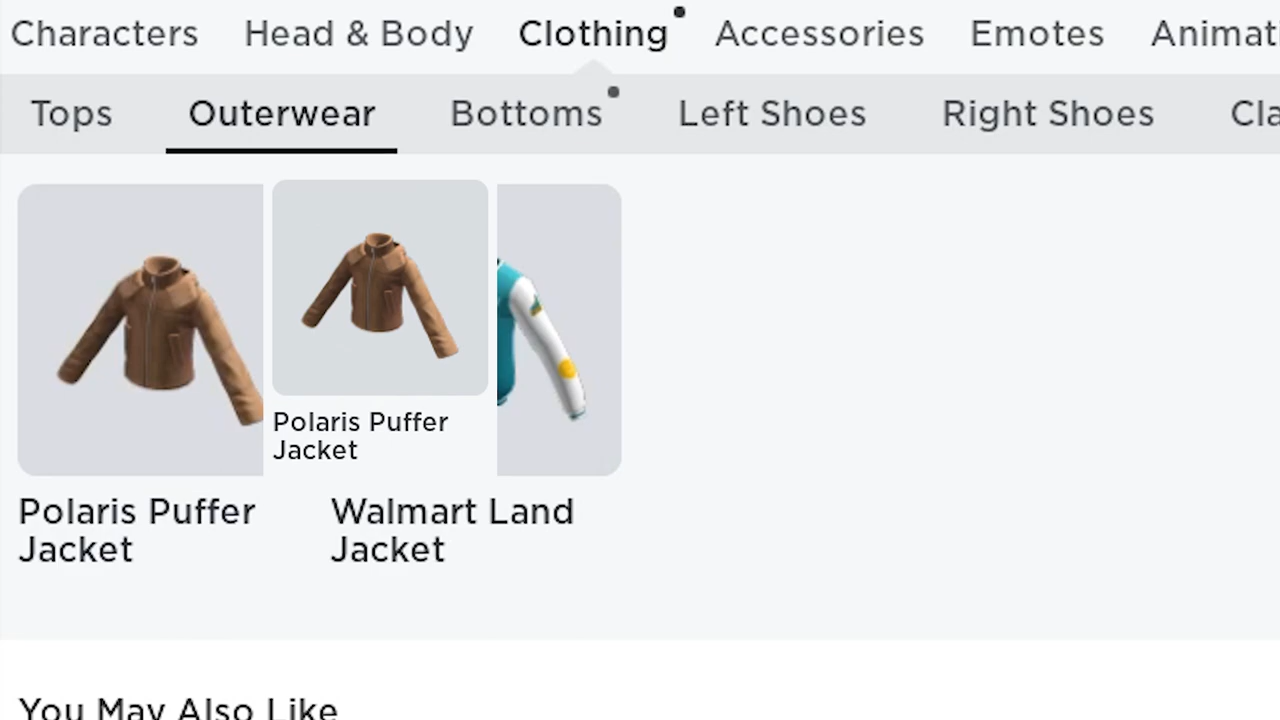 Characters Head & Body Clothing Accessories Emotes
Tops Outerwear Bottoms Left Shoes Right Shoes
Polaris Puffer
Jacket
Polaris Puffer
Jacket
Walmart Land
Jacket
You May Also Like